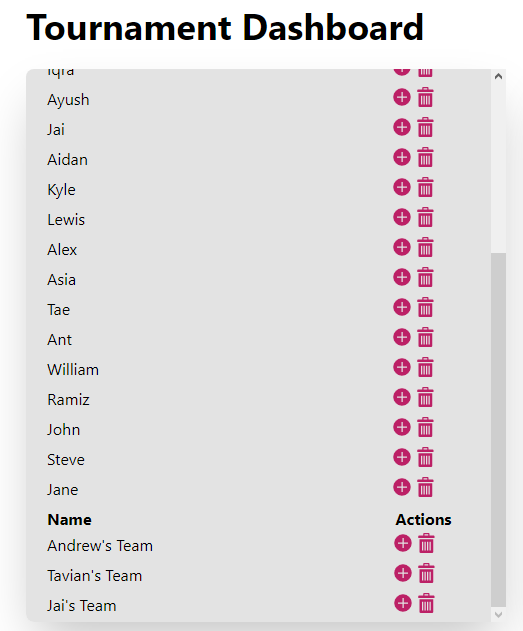 Tournament Dashboard
Iqra
Ayush
Jai
Aidan
Kyle
Lewis
Alex
Asia
Tae
Ant
William
Ramiz
John
Steve
Jane
Name Actions
Andrew's Team
Tavian's Team
Jai's Team